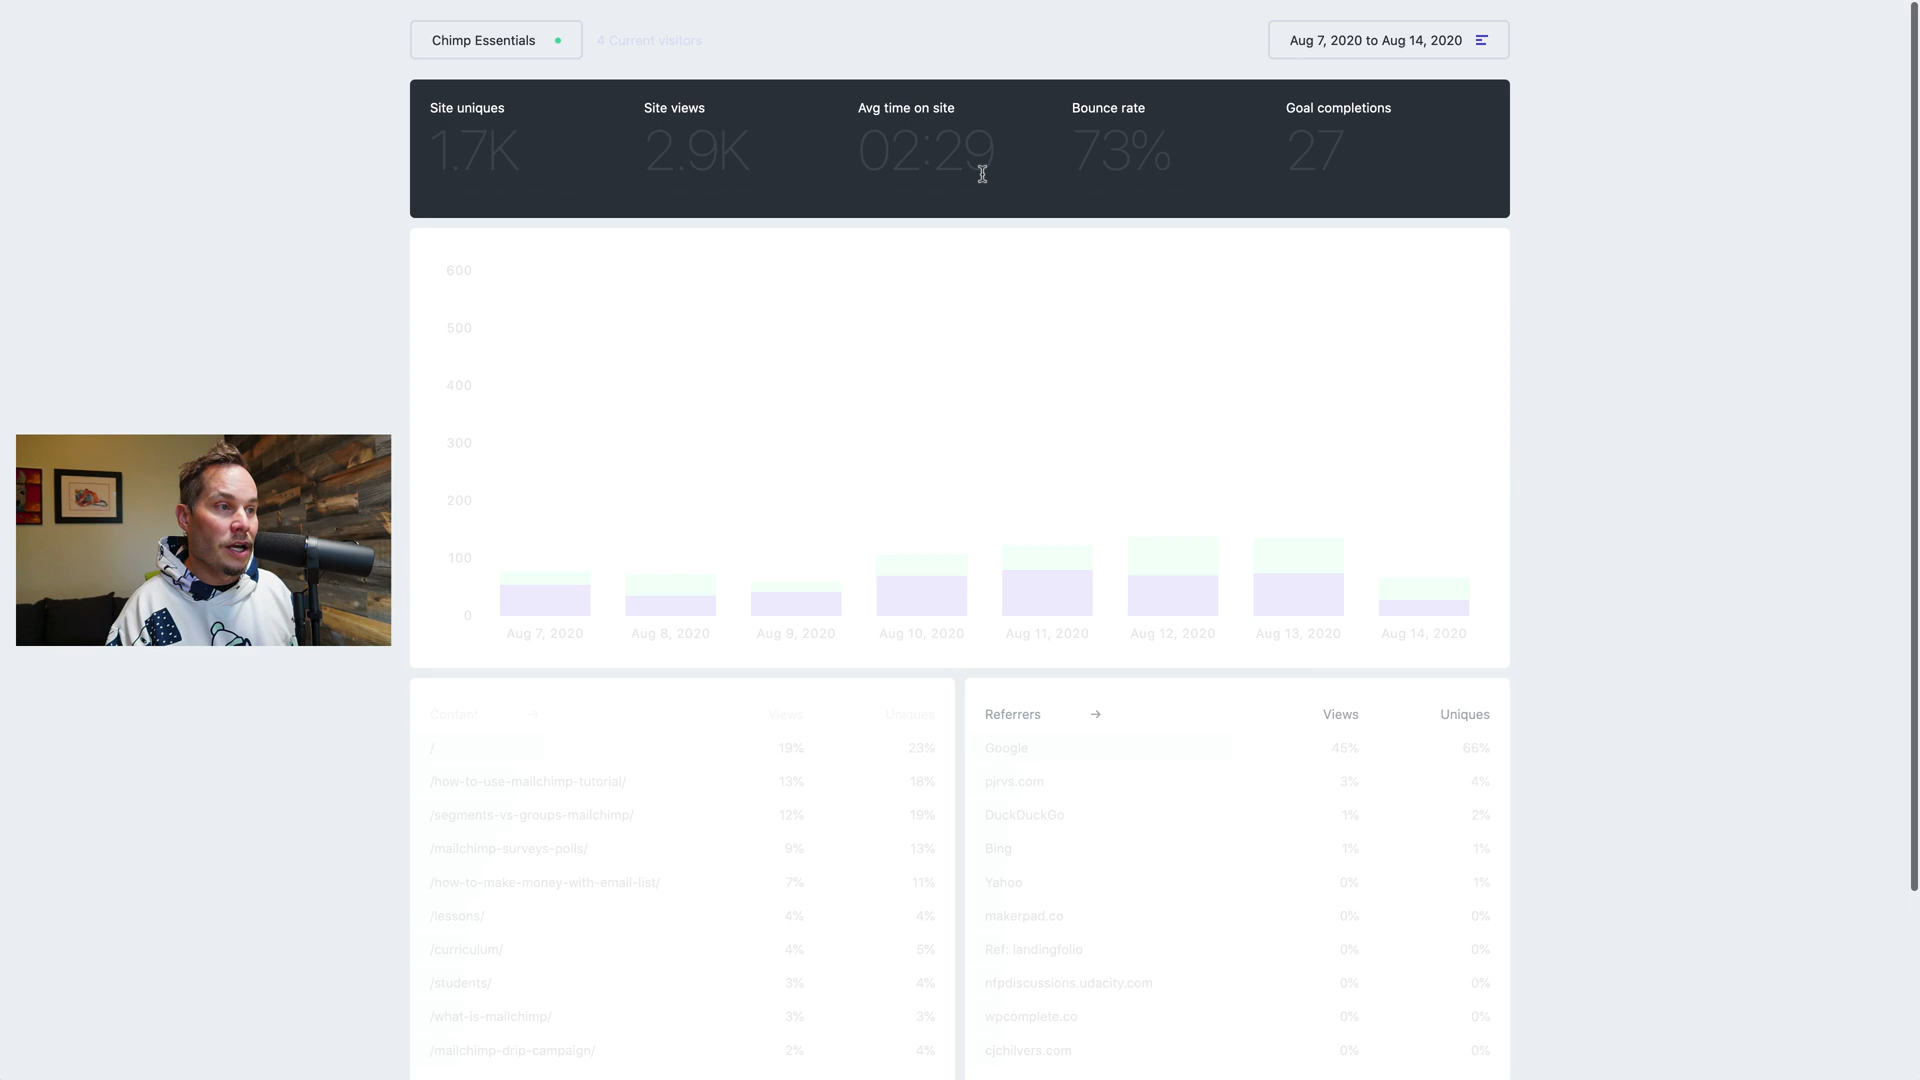 Chimp Essentials
4 Current visitors
Aug 7, 2020 to Aug 14, 2020
Site uniques
Site views
Avg time on site
Bounce rate
Goal completions
1.7K
2.9K
02:29
73%
27
600
500
400
300
200
100
0
Aug 7, 2020
Aug 8, 2020
Aug 9, 2020
Aug 10, 2020
Aug 11, 2020
Aug 12, 2020
Aug 13, 2020
Aug 14, 2020
Content → Views Uniques
/ 19% 23%
/how-to-use-mailchimp-tutorial/ 13% 18%
/segments-vs-groups-mailchimp/ 12% 19%
/mailchimp-surveys-polls/ 9% 13%
/how-to-make-money-with-email-list/ 7% 11%
/lessons/ 4% 4%
/curriculum/ 4% 5%
/students/ 3% 4%
/what-is-mailchimp/ 3% 3%
/mailchimp-drip-campaign/ 2% 4%
Referrers → Views Uniques
Google 45% 66%
pjrvs.com 3% 4%
DuckDuckGo 1% 2%
Bing 1% 1%
Yahoo 0% 1%
makerpad.co 0% 0%
Ref: landingfolio 0% 0%
nfpdiscussions.udacity.com 0% 0%
wpcomplete.co 0% 0%
cjchilvers.com 0% 0%